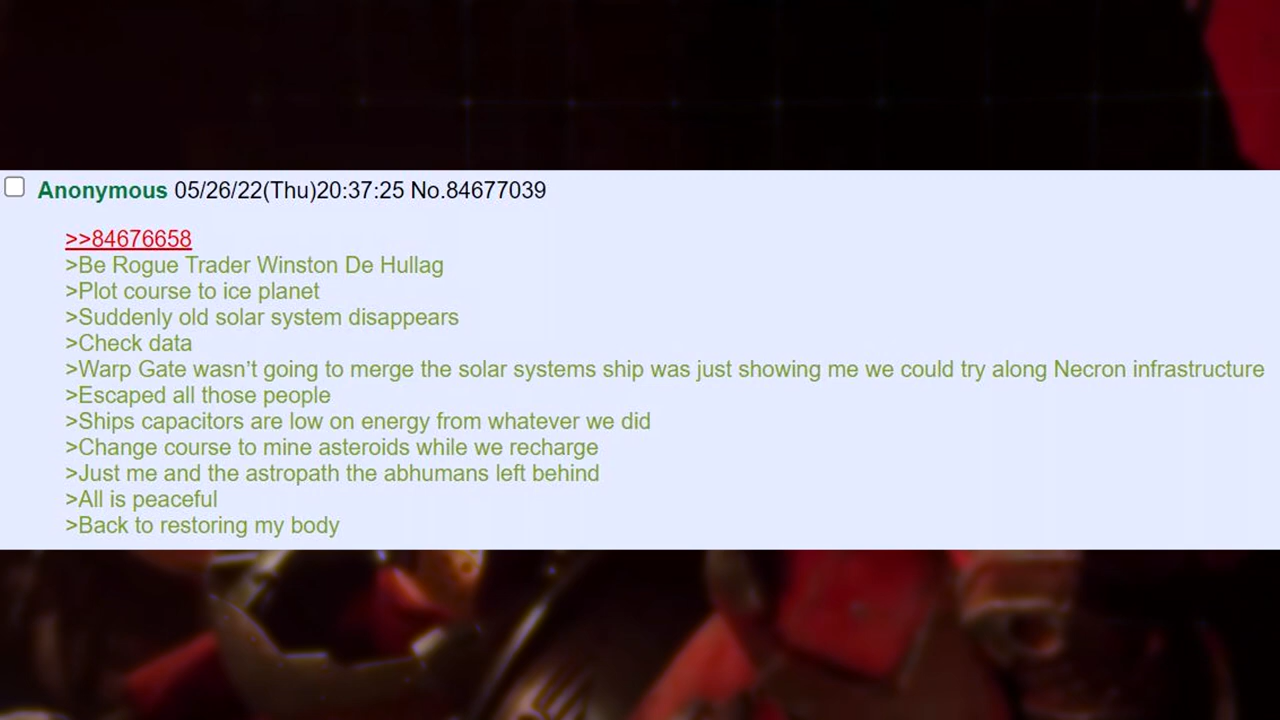 Anonymous 05/26/22(Thu)20:37:25 No.84677039
>>84676658
>Be Rogue Trader Winston De Hullag
>Plot course to ice planet
>Suddenly old solar system disappears
>Check data
>Warp Gate wasn’t going to merge the solar systems ship was just showing me we could try along Necron infrastructure
>Escaped all those people
>Ships capacitors are low on energy from whatever we did
>Change course to mine asteroids while we recharge
>Just me and the astropath the abhumans left behind
>All is peaceful
>Back to restoring my body